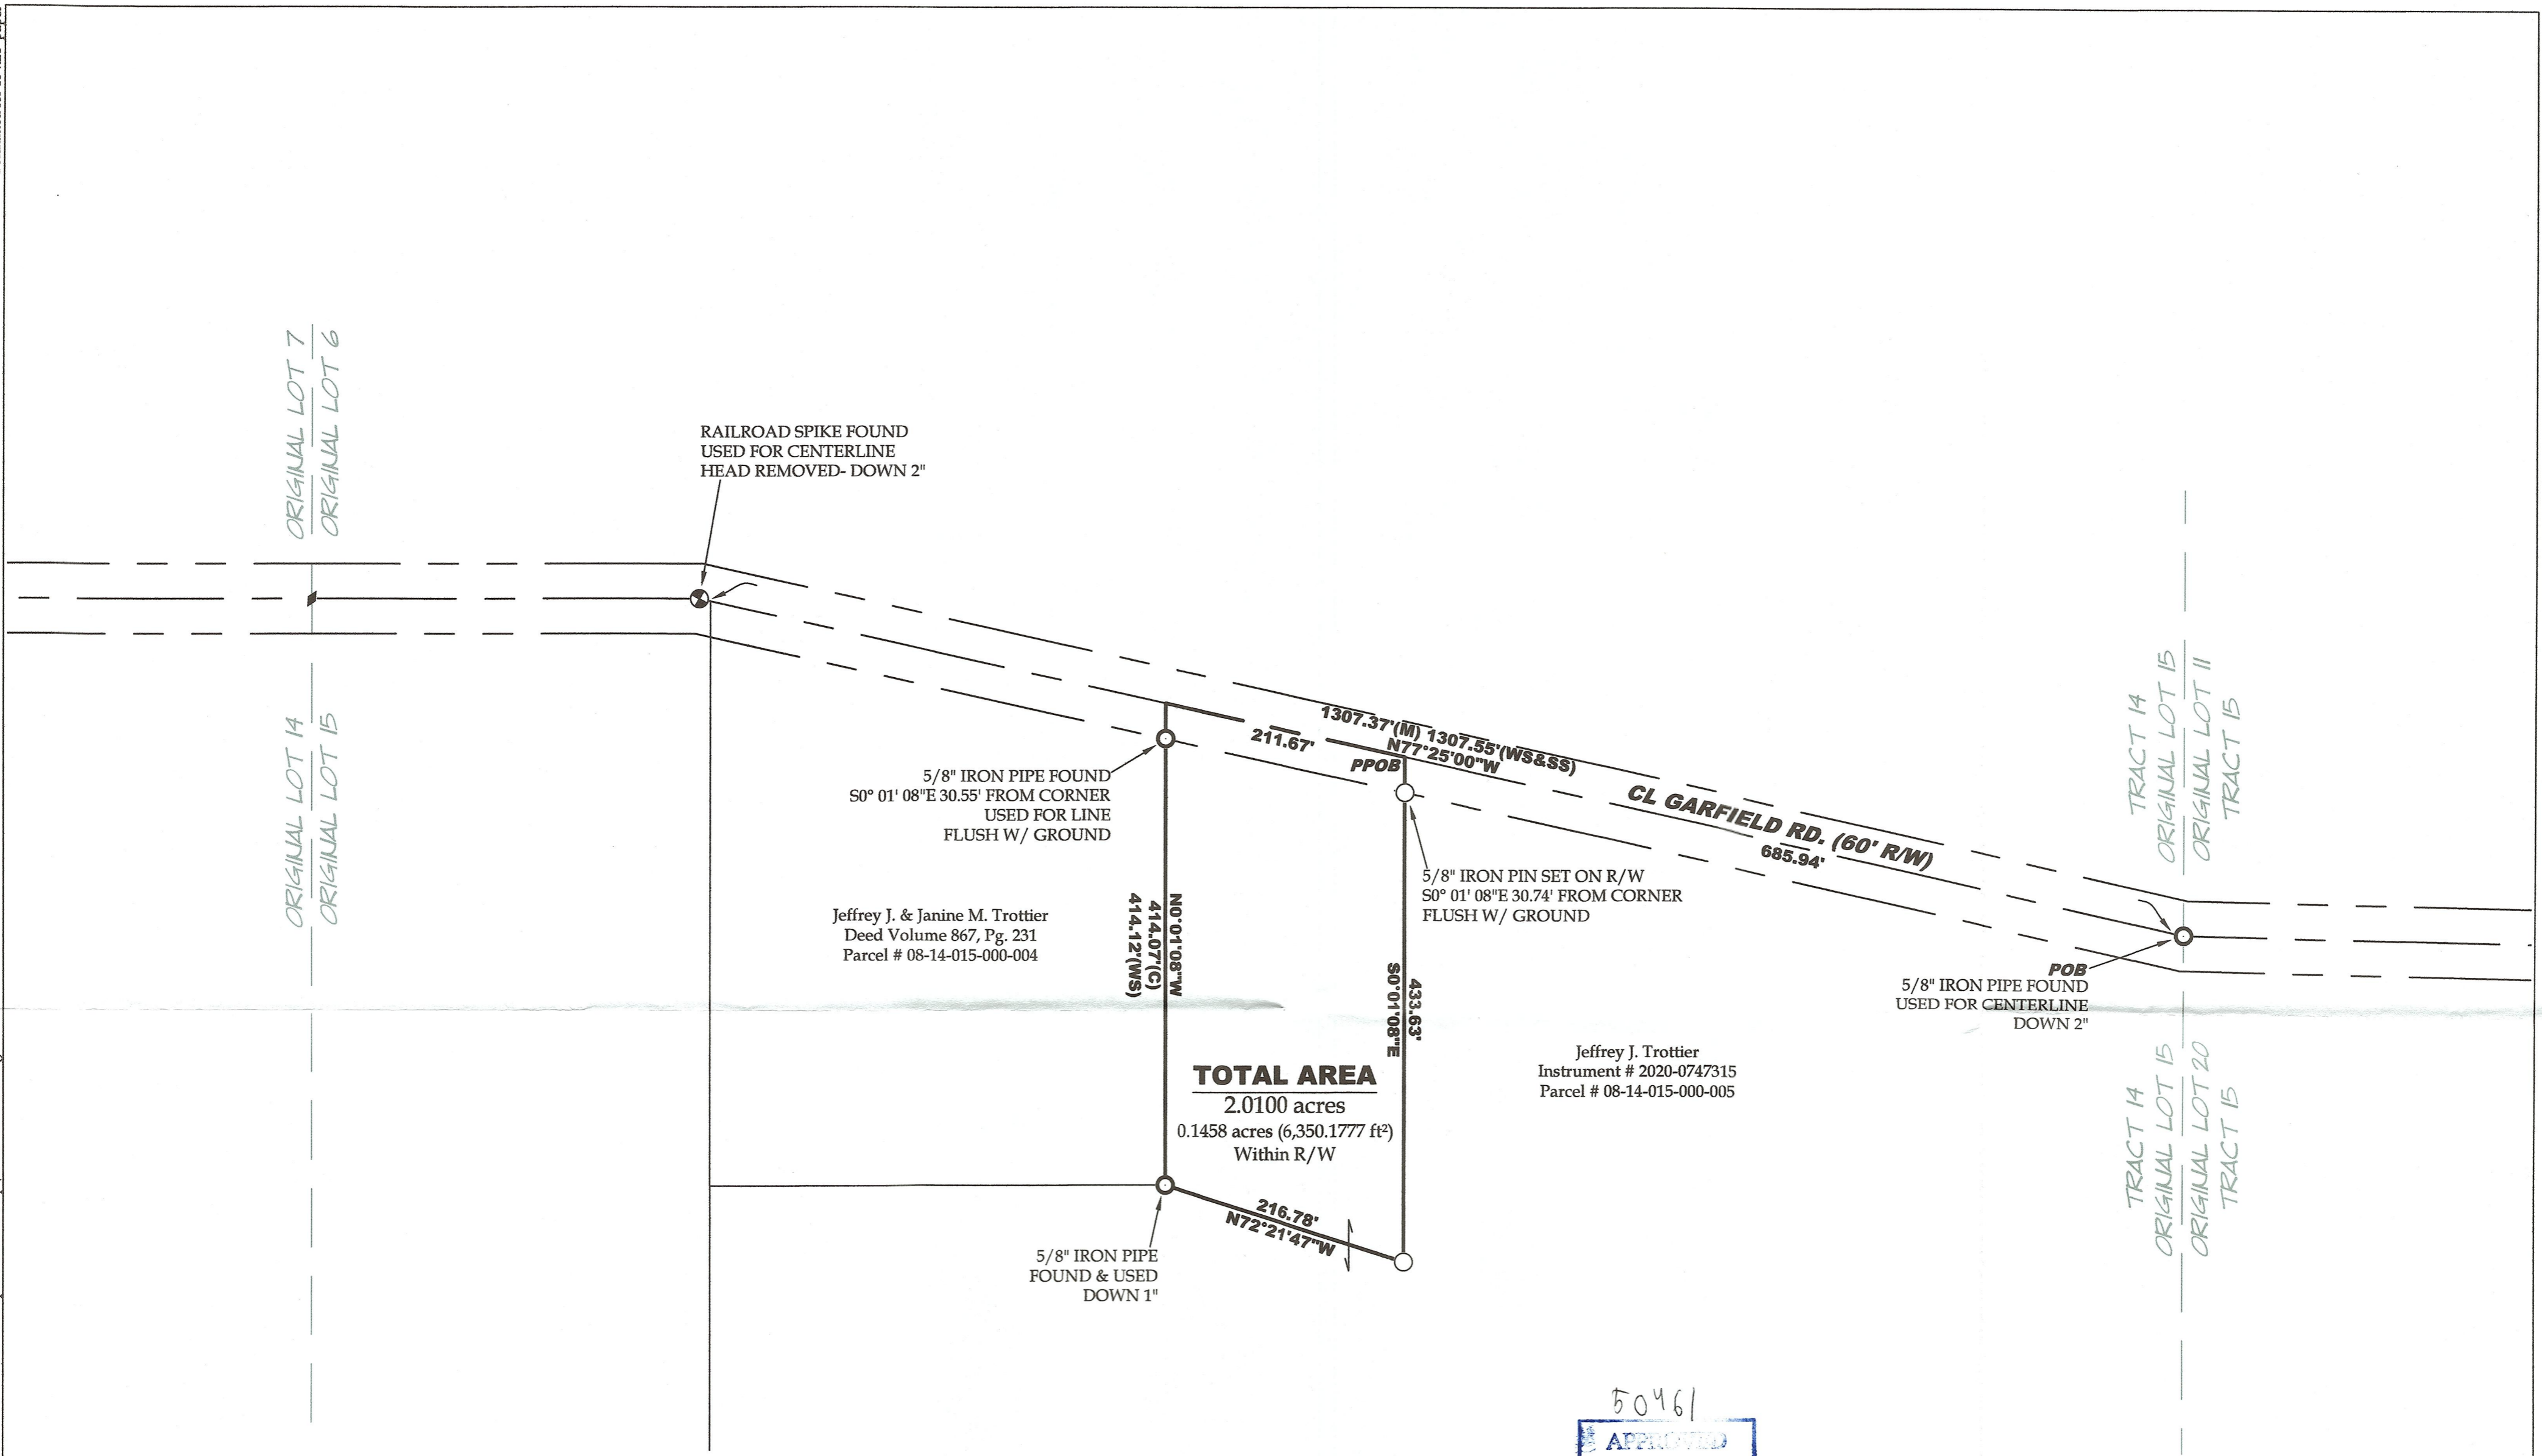 ORIGINAL LOT 7
ORIGINAL LOT 6
RAILROAD SPIKE FOUND
USED FOR CENTERLINE
HEAD REMOVED- DOWN 2"
ORIGINAL LOT 14
ORIGINAL LOT 15
5/8" IRON PIPE FOUND
S0° 01' 08"E 30.55' FROM CORNER
USED FOR LINE
FLUSH W/ GROUND
1307.37'(M) 1307.55'(WS&SS)
N77°25'00"W
211.67'
PPOB
CL GARFIELD RD. (60' R/W)
685.94'
5/8" IRON PIN SET ON R/W
S0° 01' 08"E 30.74' FROM CORNER
FLUSH W/ GROUND
TRACT 14
ORIGINAL LOT 15
ORIGINAL LOT 11
TRACT 15
Jeffrey J. & Janine M. Trottier
Deed Volume 867, Pg. 231
Parcel # 08-14-015-000-004
N0°01'08"W
414.07'(C)
414.12'(WS)
433.63'
S0°01'08"E
POB
5/8" IRON PIPE FOUND
USED FOR CENTERLINE
DOWN 2"
Jeffrey J. Trottier
Instrument # 2020-0747315
Parcel # 08-14-015-000-005
TOTAL AREA
2.0100 acres
0.1458 acres (6,350.1777 ft²)
Within R/W
TRACT 14
ORIGINAL LOT 15
ORIGINAL LOT 20
TRACT 15
216.78'
N72°21'47"W
5/8" IRON PIPE
FOUND & USED
DOWN 1"
50461
APPROVED